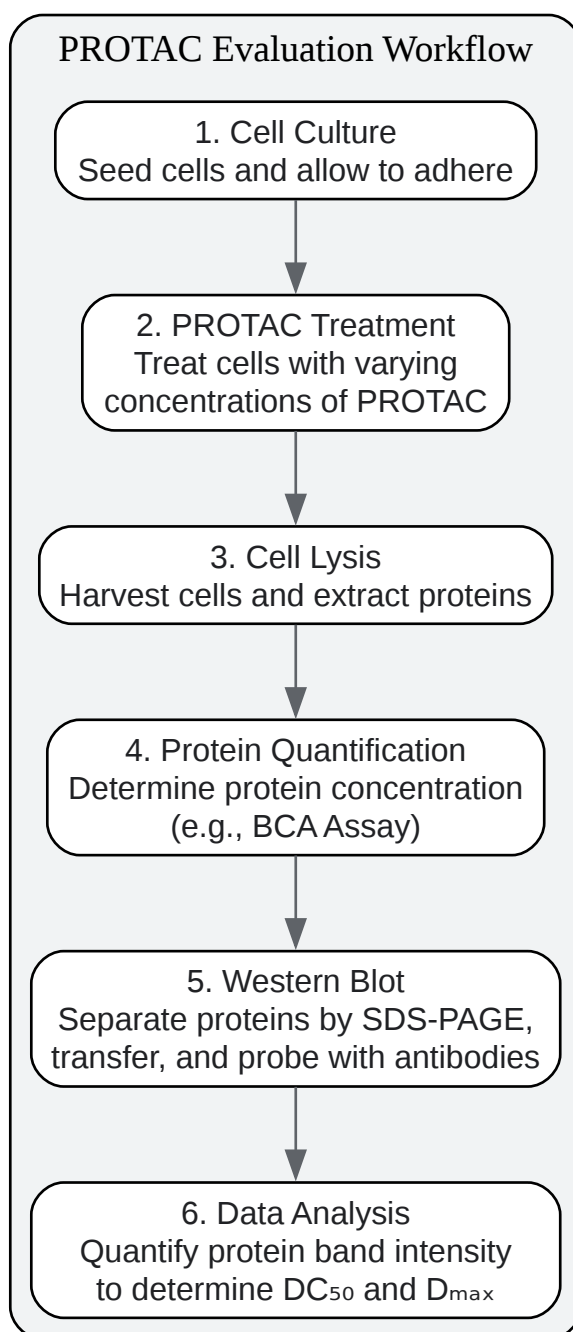 PROTAC Evaluation Workflow
1. Cell Culture
Seed cells and allow to adhere
2. PROTAC Treatment
Treat cells with varying
concentrations of PROTAC
3. Cell Lysis
Harvest cells and extract proteins
4. Protein Quantification
Determine protein concentration
(e.g., BCA Assay)
5. Western Blot
Separate proteins by SDS-PAGE,
transfer, and probe with antibodies
6. Data Analysis
Quantify protein band intensity
to determine DC₅₀ and Dₘₐₓ